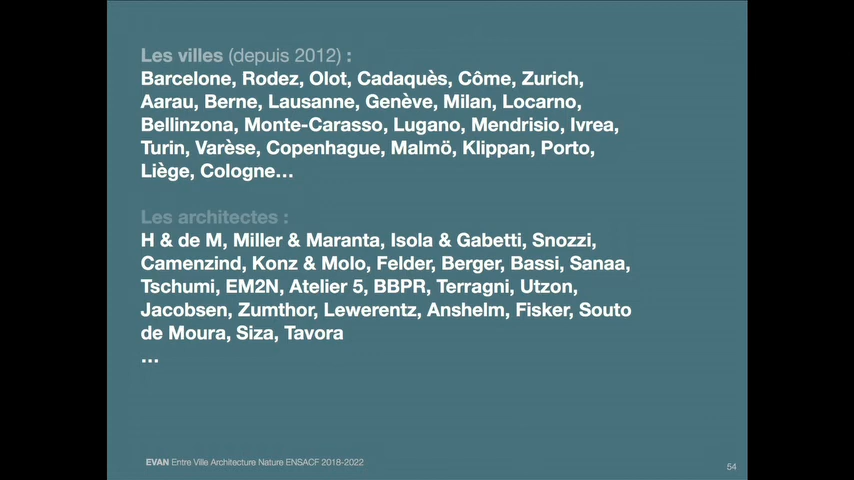 Les villes (depuis 2012) :
Barcelone, Rodez, Olot, Cadaquès, Côme, Zurich,
Aarau, Berne, Lausanne, Genève, Milan, Locarno,
Bellinzona, Monte-Carasso, Lugano, Mendrisio, Ivrea,
Turin, Varèse, Copenhague, Malmö, Klippan, Porto,
Liège, Cologne…
Les architectes :
H & de M, Miller & Maranta, Isola & Gabetti, Snozzi,
Camenzind, Konz & Molo, Felder, Berger, Bassi, Sanaa,
Tschumi, EM2N, Atelier 5, BBPR, Terragni, Utzon,
Jacobsen, Zumthor, Lewerentz, Anshelm, Fisker, Souto
de Moura, Siza, Tavora
…
EVAN Entre Ville Architecture Nature ENSACF 2018-2022
54